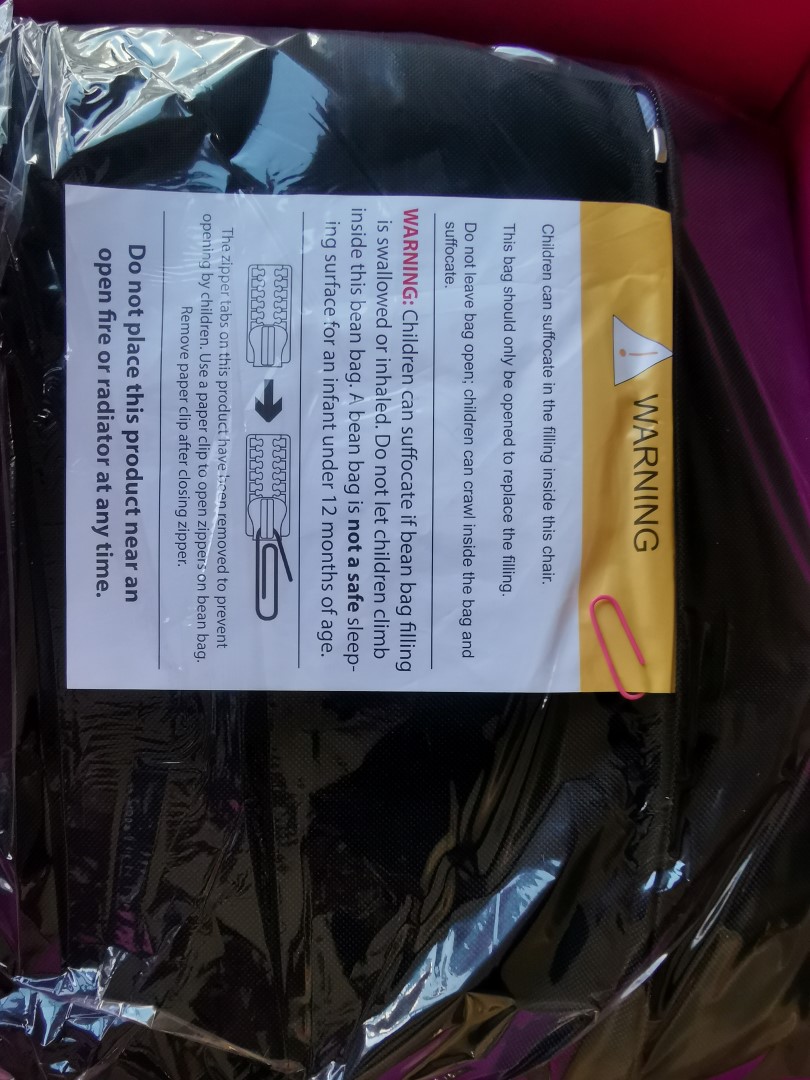 WARNING
Children can suffocate in the filling inside this chair.
This bag should only be opened to replace the filling.
Do not leave bag open; children can crawl inside the bag and
suffocate.
WARNING: Children can suffocate if bean bag filling
is swallowed or inhaled. Do not let children climb
inside this bean bag. A bean bag is not a safe sleep-
ing surface for an infant under 12 months of age.
The zipper tabs on this product have been removed to prevent
opening by children. Use a paper clip to open zippers on bean bag.
Remove paper clip after closing zipper.
Do not place this product near an
open fire or radiator at any time.